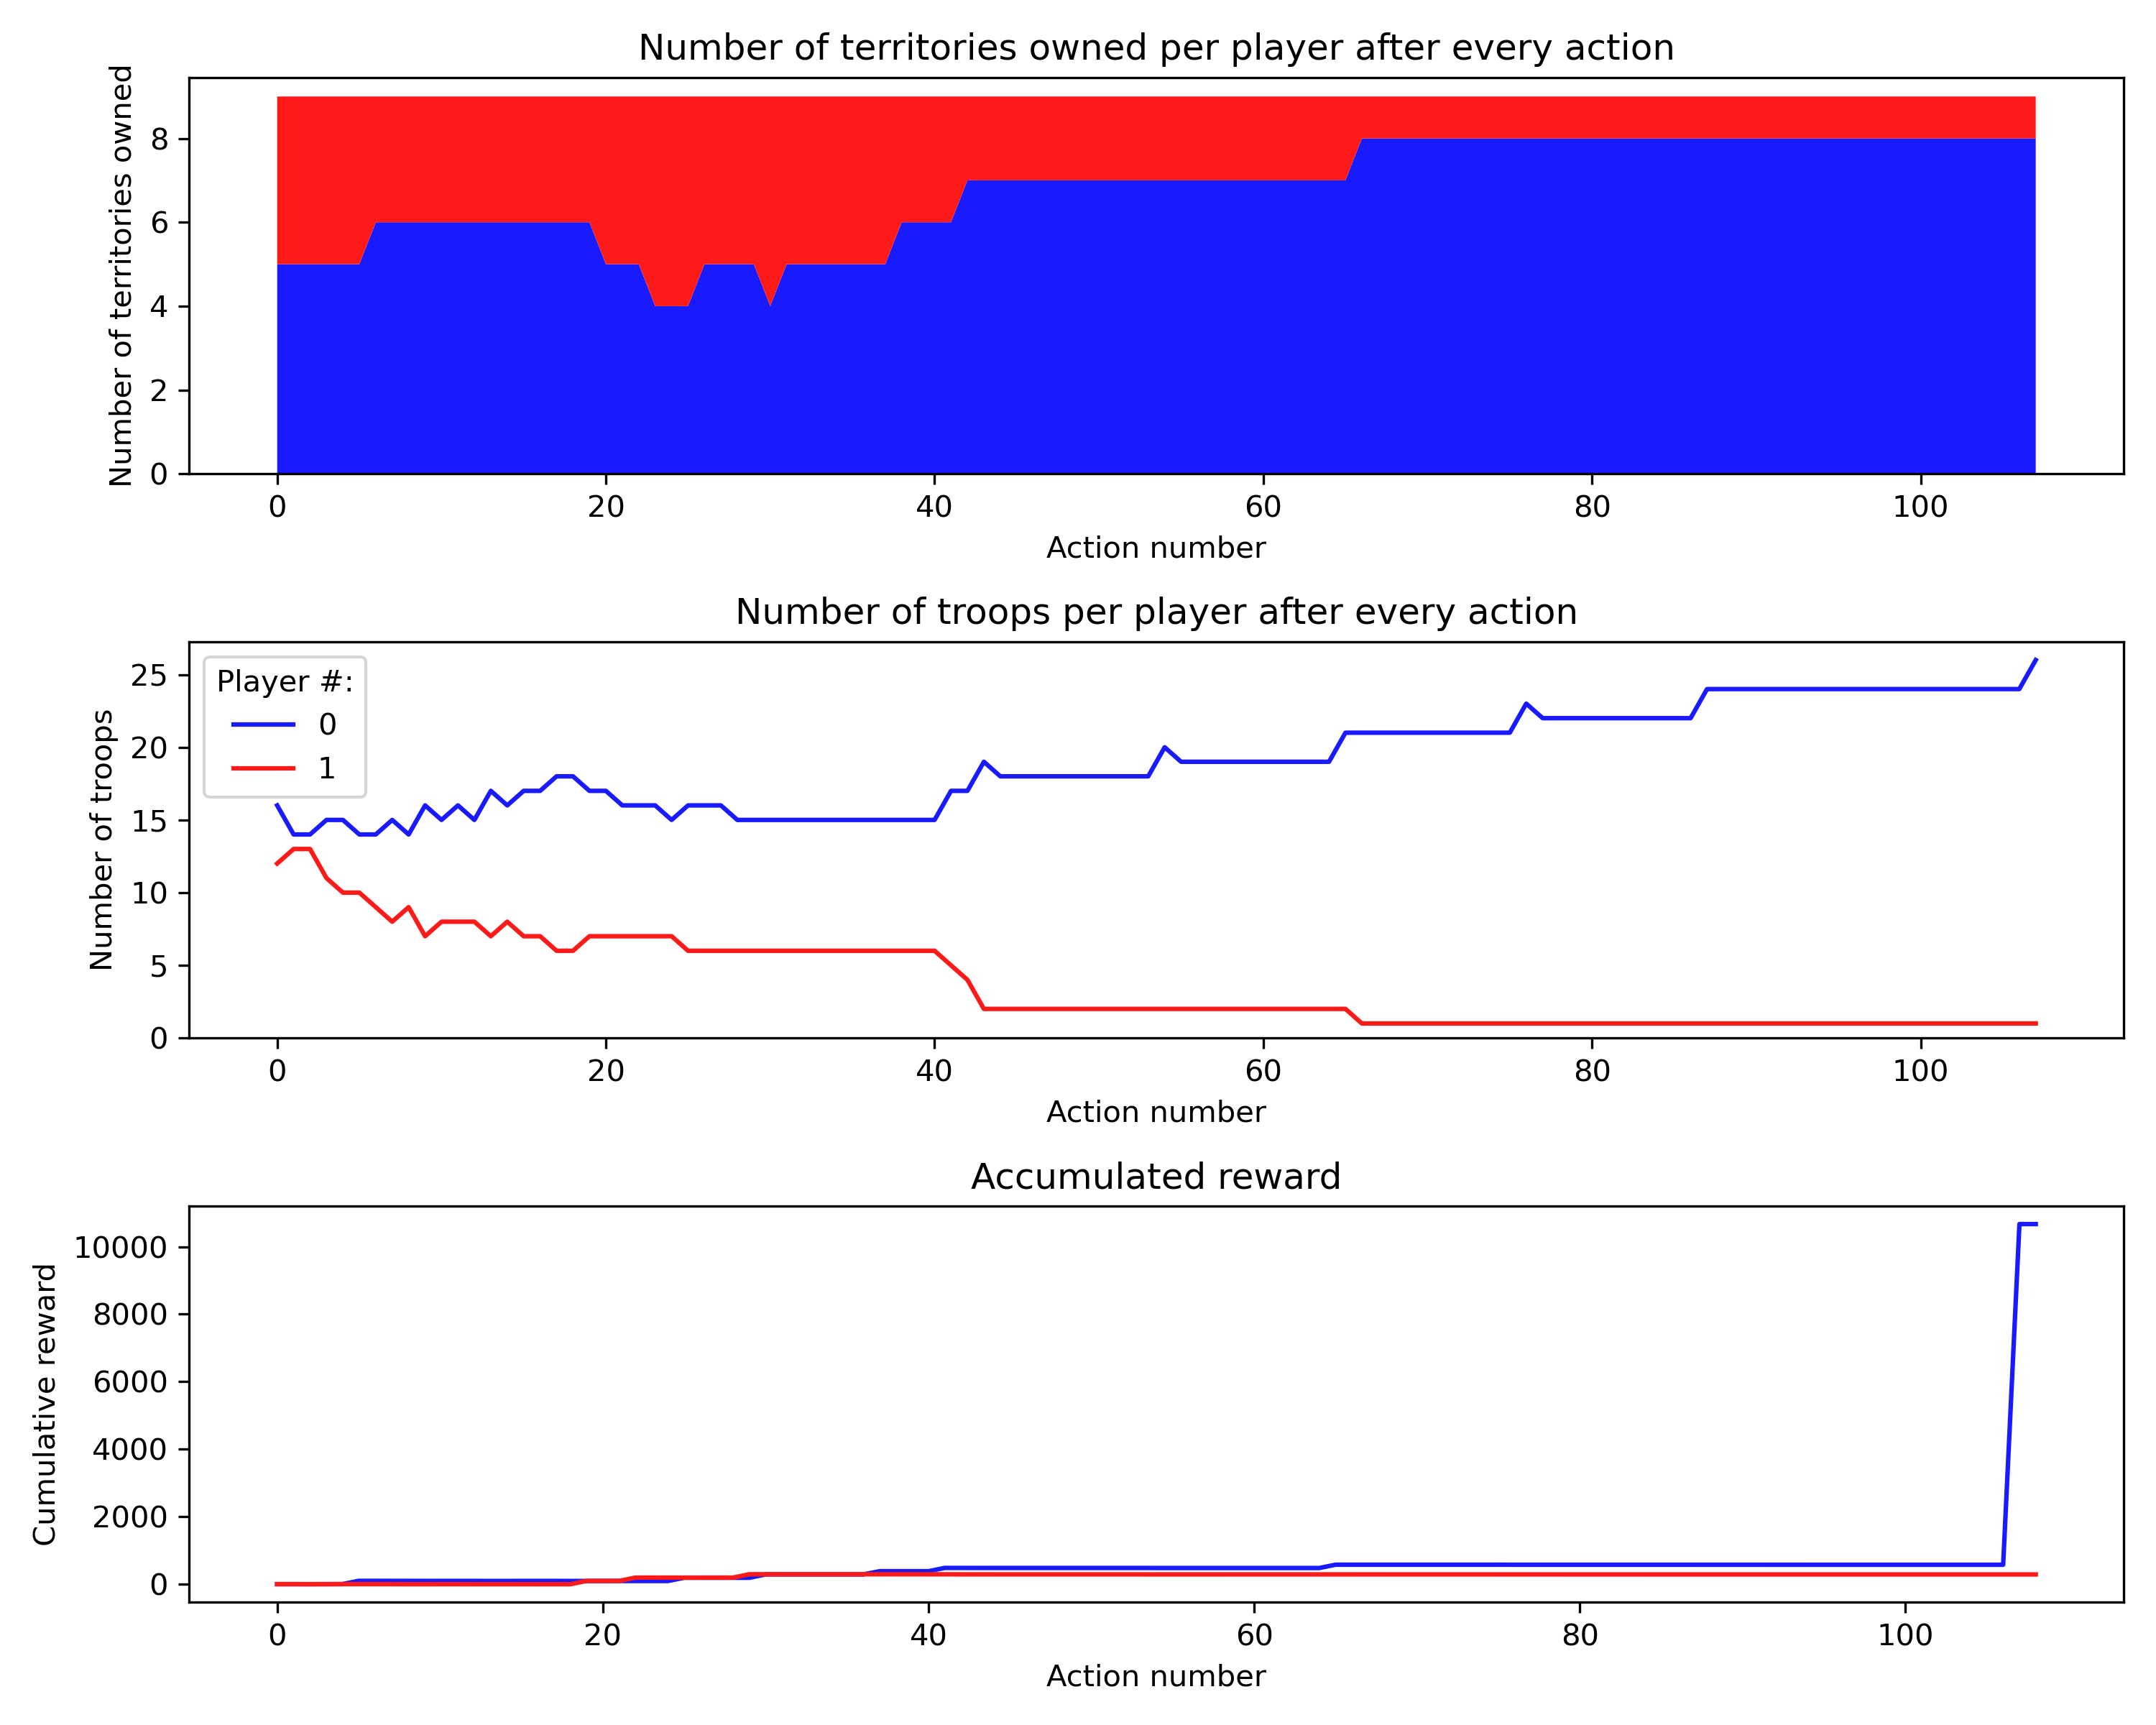 Number of territories owned per player after every action
Number of territories owned
8
6
4
2
0
0 20 40 60 80 100
Action number
Number of troops per player after every action
Number of troops
25
20
15
10
5
0
Player #:
0
1
0 20 40 60 80 100
Action number
Accumulated reward
Cumulative reward
10000
8000
6000
4000
2000
0
0 20 40 60 80 100
Action number